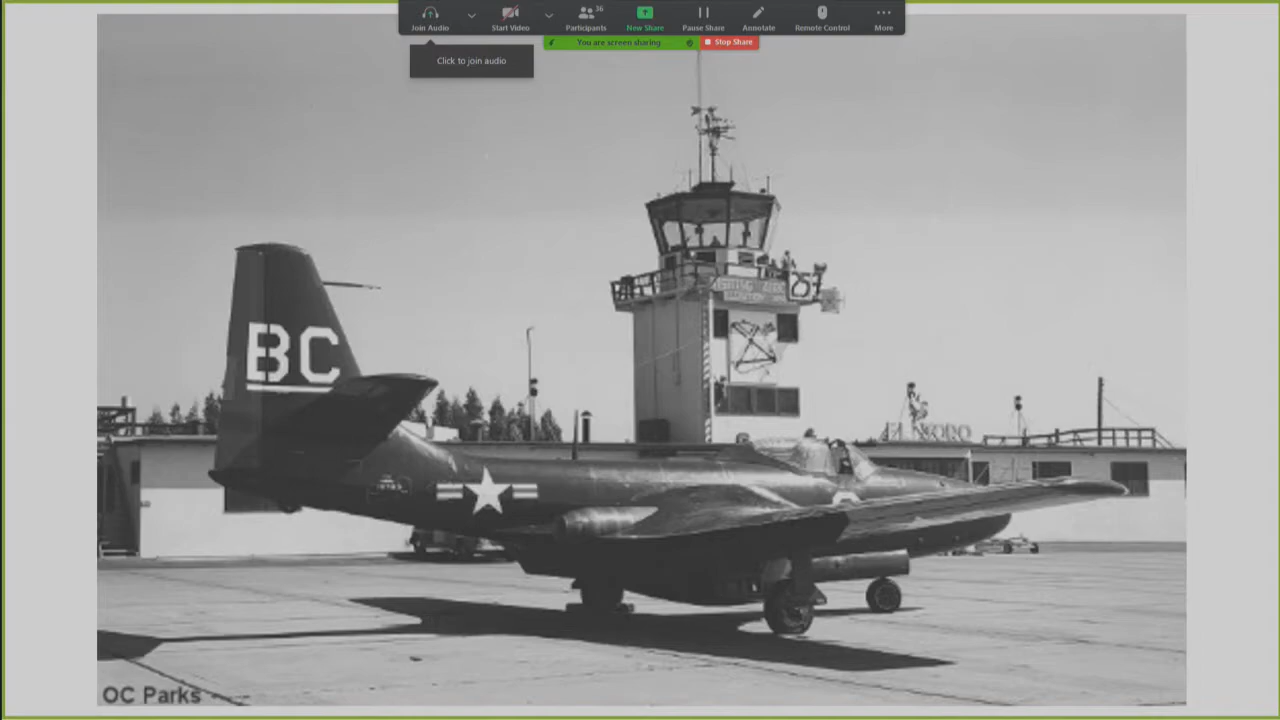 Join Audio
Start Video
36
Participants
New Share
Pause Share
Annotate
Remote Control
More
You are screen sharing
Stop Share
Click to join audio
BC
EL TORO
OC Parks